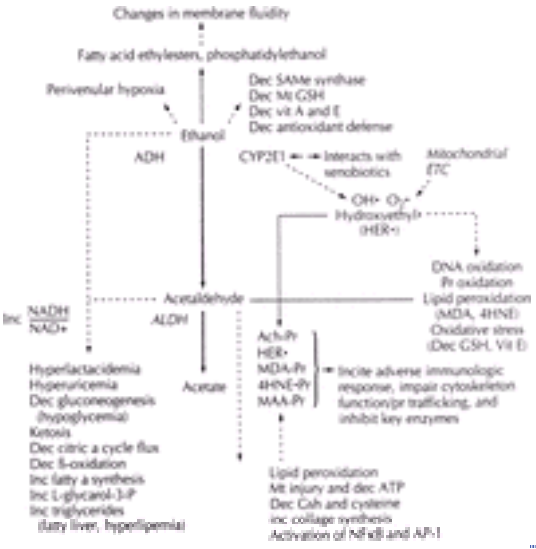 Changes in membrane fluidity
Fatty acid ethylesters, phosphatidylethanol
Perivenular hypoxia
Dec SAMe synthase
Dec Mt GSH
Dec vit A and E
Dec antioxidant defense
Ethanol
ADH
CYP2E1
Interacts with
xenobiotics
Mitochondrial
ETC
OH• O₂
Hydroxyethyl•
(HER•)
DNA oxidation
Pr oxidation
Lipid peroxidation
(MDA, 4HNE)
Oxidative stress
(Dec GSH, Vit E)
Acetaldehyde
ALDH
Inc NADH
NAD+
Acetate
Ach-Pr
HER•
MDA-Pr
4HNE-Pr
MAA-Pr
Incite adverse immunologic
response, impair cytoskeleton
function/pr trafficking, and
inhibit key enzymes
Hyperlactacidemia
Hyperuricemia
Dec gluconeogenesis
(hypoglycemia)
Ketosis
Dec citric a cycle flux
Dec ß-oxidation
Inc fatty a synthesis
Inc L-glycarol-3-P
Inc triglycerides
(fatty liver, hyperlipemia)
Lipid peroxidation
Mt injury and dec ATP
Dec Gsh and cysteine
inc collage synthesis
Activation of NFκB and AP-1